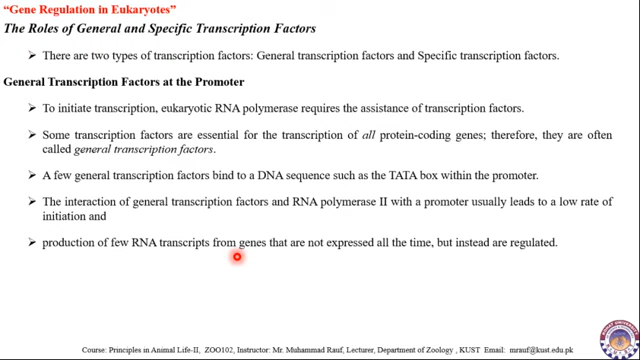 “Gene Regulation in Eukaryotes”
The Roles of General and Specific Transcription Factors
There are two types of transcription factors: General transcription factors and Specific transcription factors.
General Transcription Factors at the Promoter
To initiate transcription, eukaryotic RNA polymerase requires the assistance of transcription factors.
Some transcription factors are essential for the transcription of all protein-coding genes; therefore, they are often
called general transcription factors.
A few general transcription factors bind to a DNA sequence such as the TATA box within the promoter.
The interaction of general transcription factors and RNA polymerase II with a promoter usually leads to a low rate of
initiation and
production of few RNA transcripts from genes that are not expressed all the time, but instead are regulated.
Course: Principles in Animal Life-II, ZOO102, Instructor: Mr. Muhammad Rauf, Lecturer, Department of Zoology, KUST Email: mrauf@kust.edu.pk